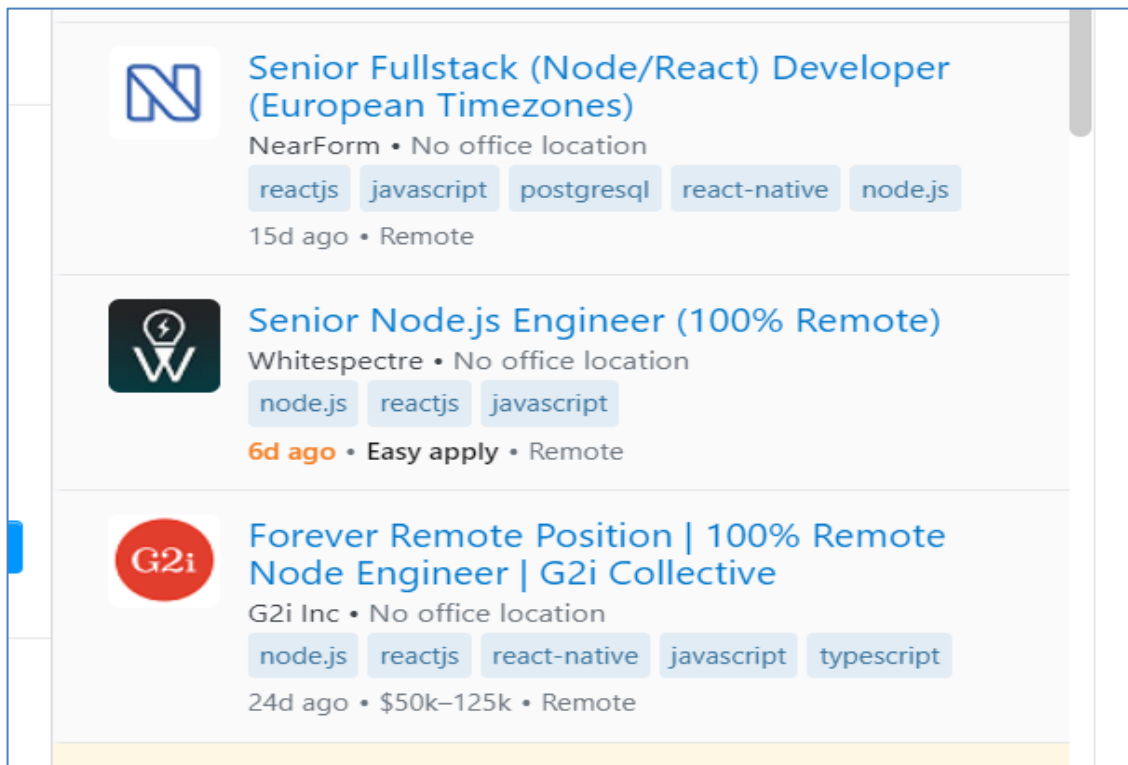 Senior Fullstack (Node/React) Developer
(European Timezones)
NearForm • No office location
reactjs javascript postgresql react-native node.js
15d ago • Remote
W
Senior Node.js Engineer (100% Remote)
Whitespectre • No office location
node.js reactjs javascript
6d ago • Easy apply • Remote
G2i
Forever Remote Position | 100% Remote
Node Engineer | G2i Collective
G2i Inc • No office location
node.js reactjs react-native javascript typescript
24d ago • $50k–125k • Remote